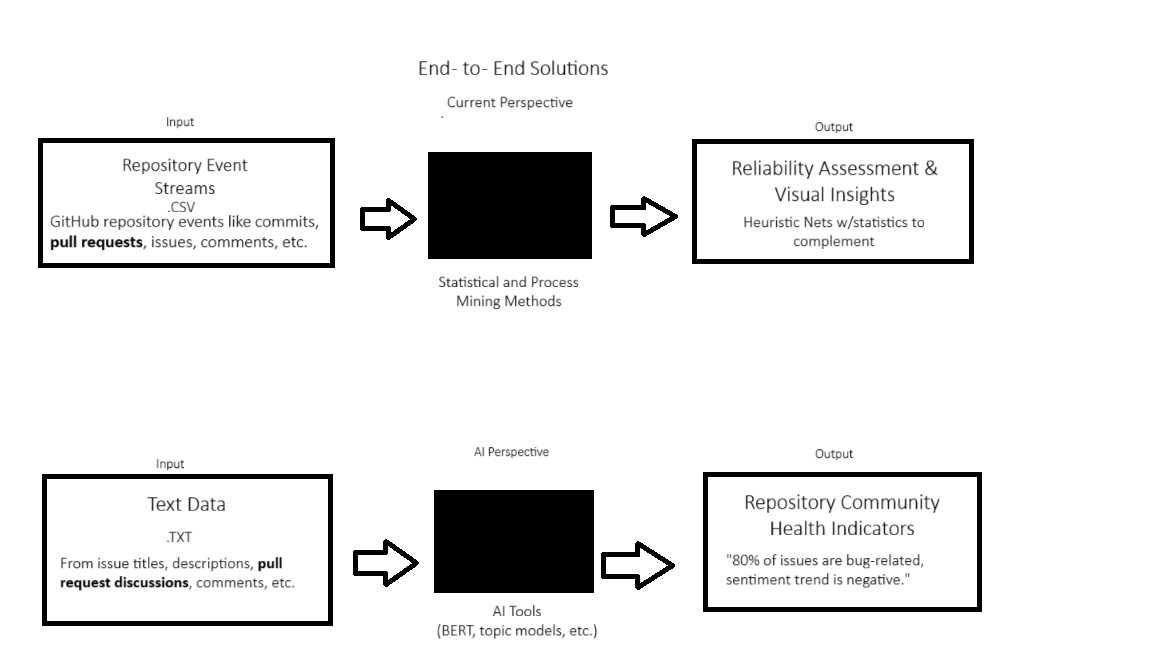 End- to- End Solutions
Current Perspective
Input
Repository Event
Streams
.CSV
GitHub repository events like commits,
pull requests, issues, comments, etc.
Statistical and Process
Mining Methods
Output
Reliability Assessment &
Visual Insights
Heuristic Nets w/statistics to
complement
AI Perspective
Input
Text Data
.TXT
From issue titles, descriptions, pull
request discussions, comments, etc.
AI Tools
(BERT, topic models, etc.)
Output
Repository Community
Health Indicators
"80% of issues are bug-related,
sentiment trend is negative."